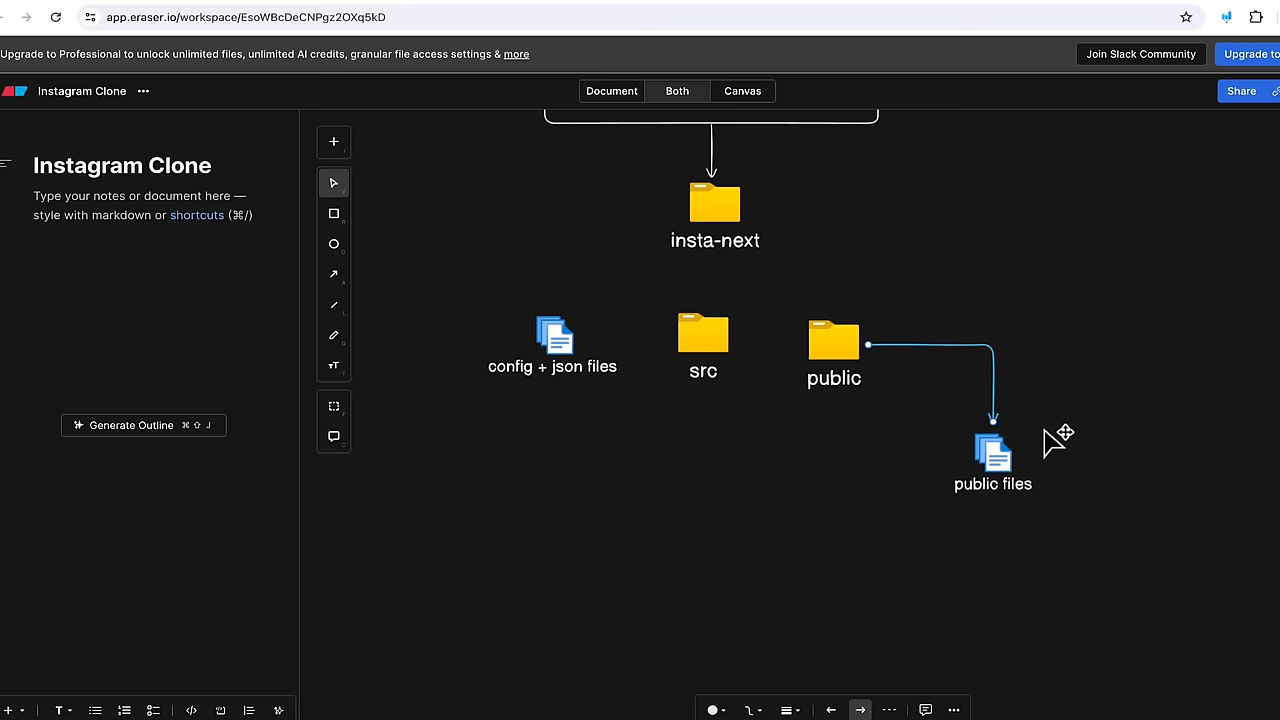 app.eraser.io/workspace/EsoWBcDeCNPgz2OXq5kD
Upgrade to Professional to unlock unlimited files, unlimited AI credits, granular file access settings & more
Join Slack Community
Upgrade to
Instagram Clone
Document
Both
Canvas
Share
Instagram Clone
Type your notes or document here —
style with markdown or shortcuts (⌘/)
Generate Outline ⌘ ⇧ J
insta-next
config + json files
src
public
public files